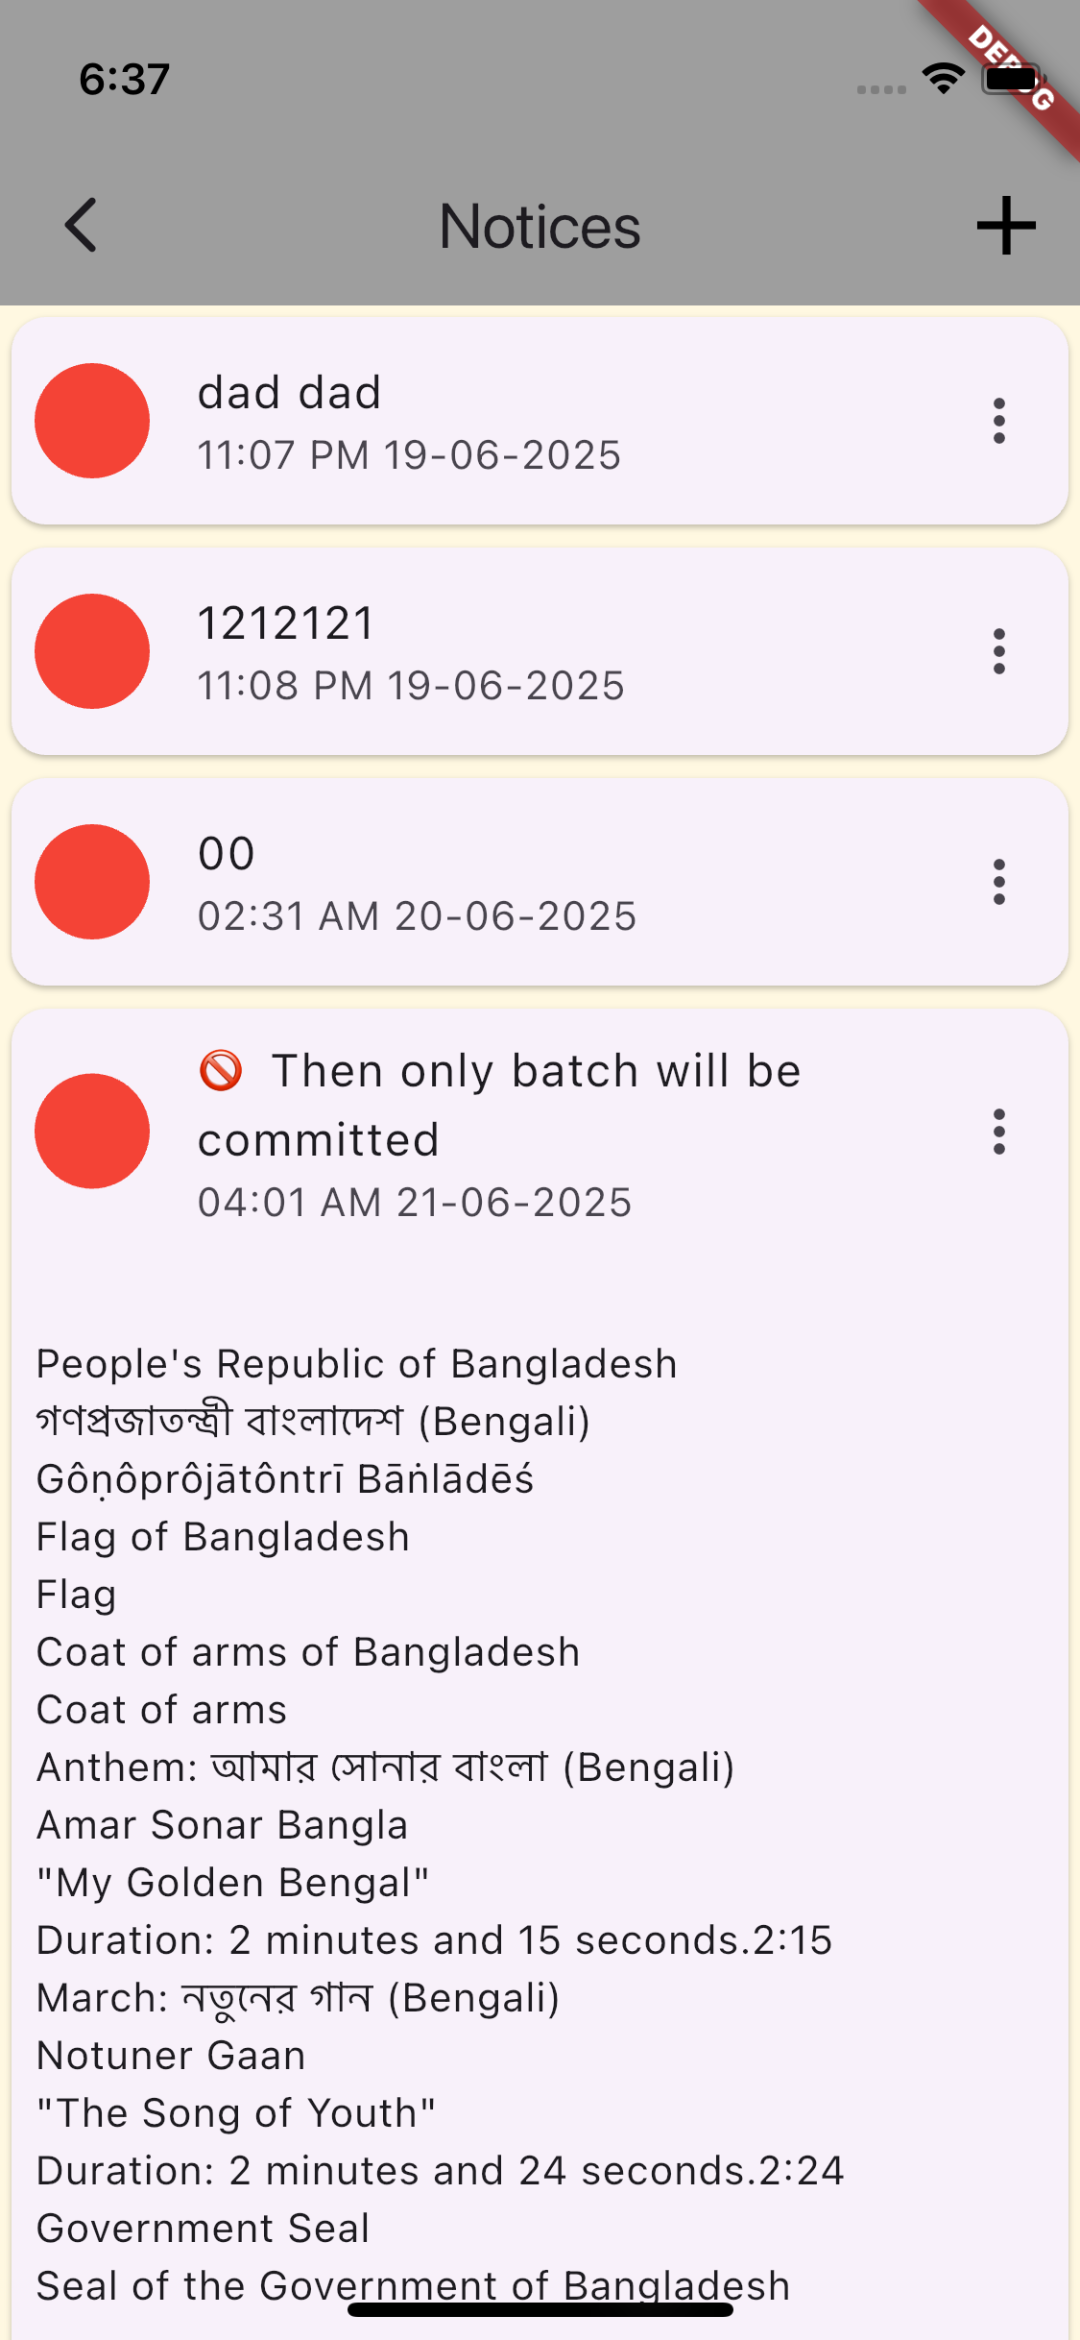 6:37
DEBUG
Notices
dad dad
11:07 PM 19-06-2025
1212121
11:08 PM 19-06-2025
00
02:31 AM 20-06-2025
🚫 Then only batch will be
committed
04:01 AM 21-06-2025
People's Republic of Bangladesh
গণপ্রজাতন্ত্রী বাংলাদেশ (Bengali)
Gôṇôprôjātôntrī Bāṅlādēś
Flag of Bangladesh
Flag
Coat of arms of Bangladesh
Coat of arms
Anthem: আমার সোনার বাংলা (Bengali)
Amar Sonar Bangla
"My Golden Bengal"
Duration: 2 minutes and 15 seconds.2:15
March: নতুনের গান (Bengali)
Notuner Gaan
"The Song of Youth"
Duration: 2 minutes and 24 seconds.2:24
Government Seal
Seal of the Government of Bangladesh